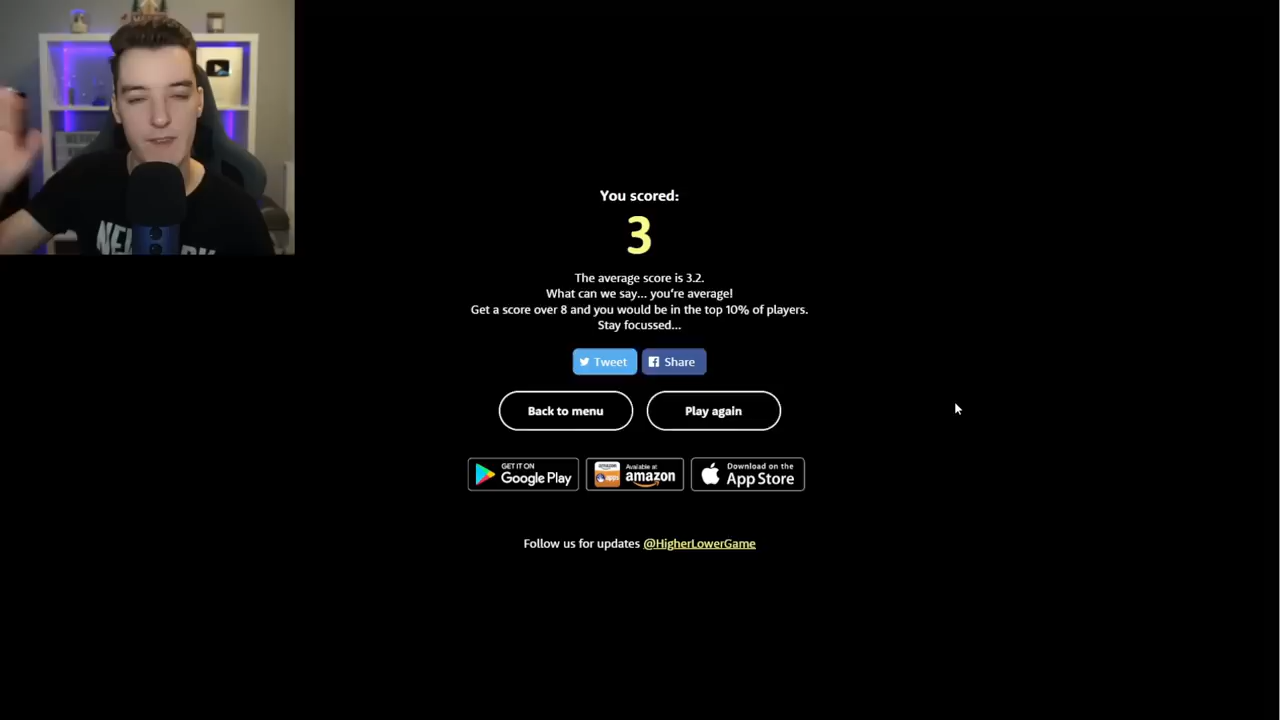 You scored:
3
The average score is 3.2.
What can we say... you're average!
Get a score over 8 and you would be in the top 10% of players.
Stay focussed...
Tweet
Share
Back to menu
Play again
GET IT ON
Google Play
Available at
amazon
Download on the
App Store
Follow us for updates @HigherLowerGame